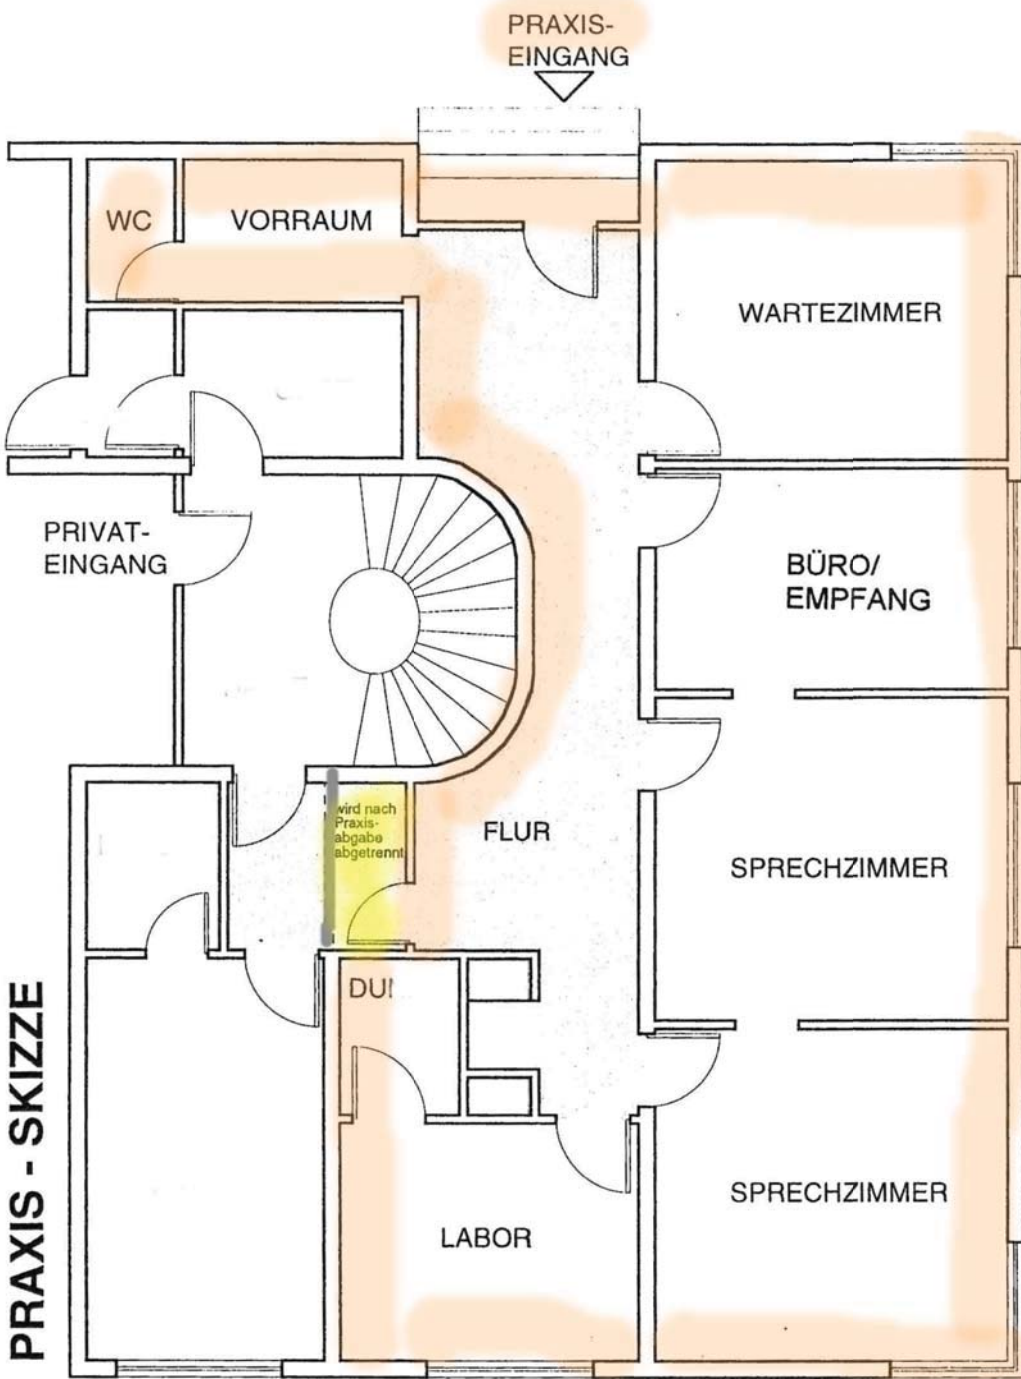 PRAXIS-
EINGANG
WC
VORRAUM
WARTEZIMMER
PRIVAT-
EINGANG
BÜRO/
EMPFANG
wird nach
Praxis-
abgabe
abgetrennt
FLUR
SPRECHZIMMER
DU
SPRECHZIMMER
LABOR
PRAXIS - SKIZZE